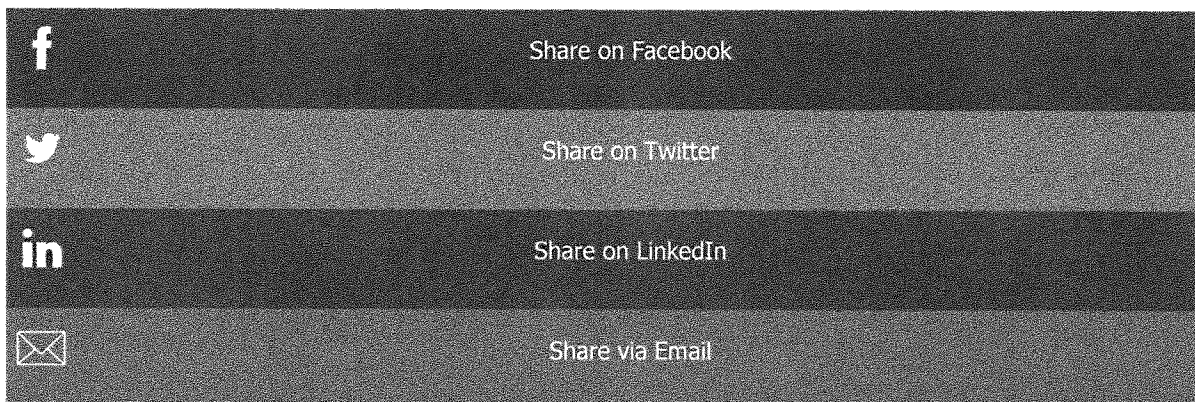 Share on Facebook
Share on Twitter
Share on LinkedIn
Share via Email